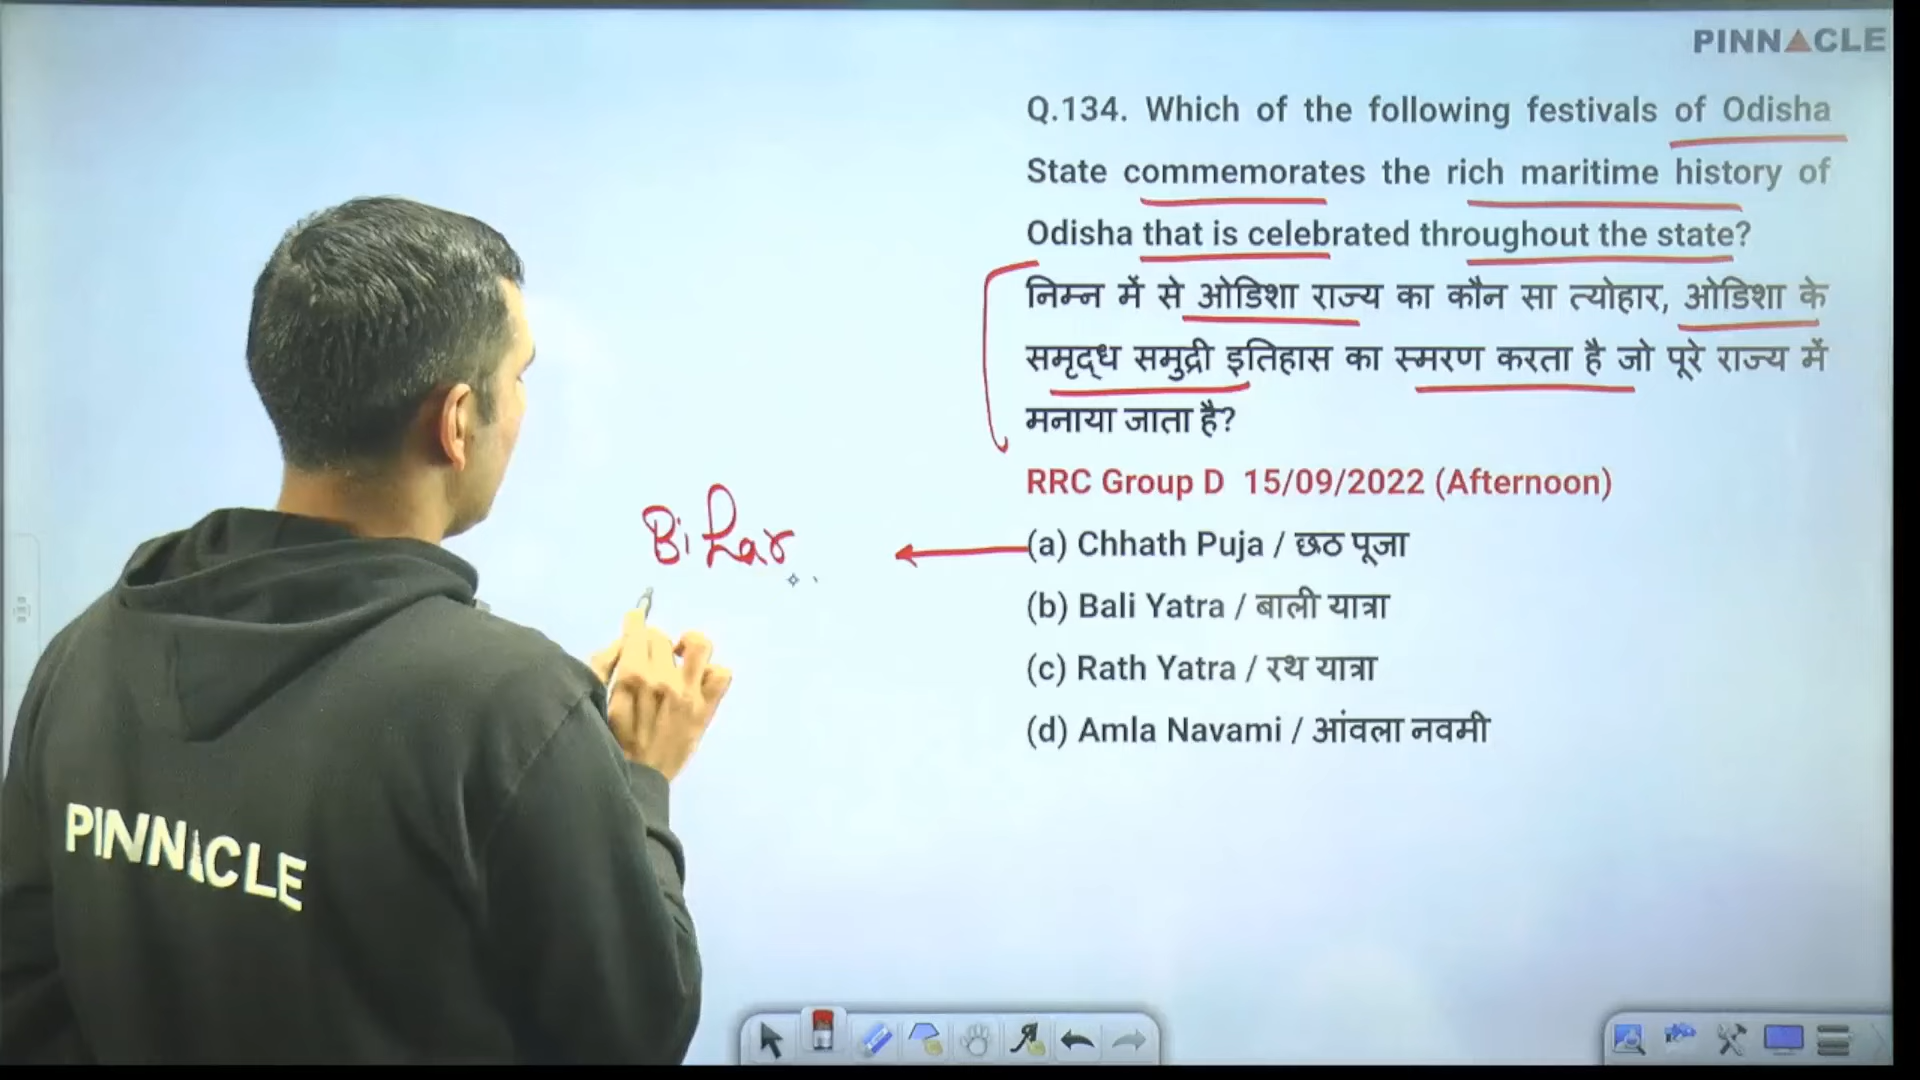 PINNACLE
Q.134. Which of the following festivals of Odisha
State commemorates the rich maritime history of
Odisha that is celebrated throughout the state?
निम्न में से ओडिशा राज्य का कौन सा त्योहार, ओडिशा के
समृद्ध समुद्री इतिहास का स्मरण करता है जो पूरे राज्य में
मनाया जाता है?
RRC Group D 15/09/2022 (Afternoon)
Bihar
(a) Chhath Puja / छठ पूजा
(b) Bali Yatra / बाली यात्रा
(c) Rath Yatra / रथ यात्रा
(d) Amla Navami / आंवला नवमी
PINNACLE